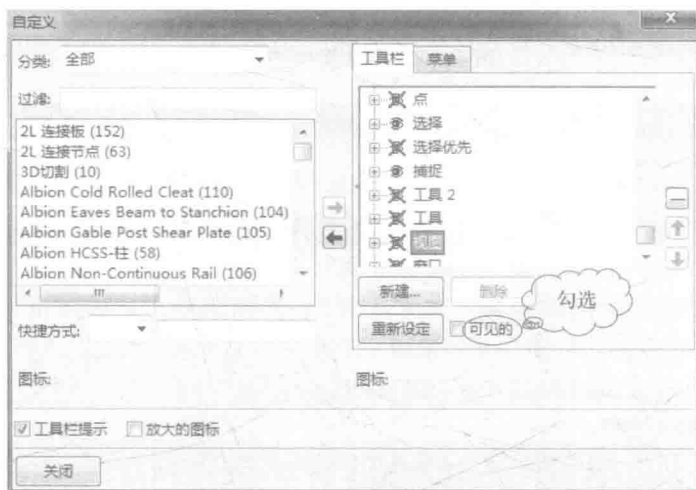 自定义
分类: 全部
过滤:
2L 连接板 (152)
2L 连接节点 (63)
3D切割 (10)
Albion Cold Rolled Cleat (110)
Albion Eaves Beam to Stanchion (104)
Albion Gable Post Shear Plate (105)
Albion HCSS-柱 (58)
Albion Non-Continuous Rail (106)
快捷方式:
图标:
工具栏提示 放大的图标
关闭
工具栏 菜单
点
选择
选择优先
捕捉
工具 2
工具
视图
窗口
新建... 删除
重新设定 可见的
勾选
图标: